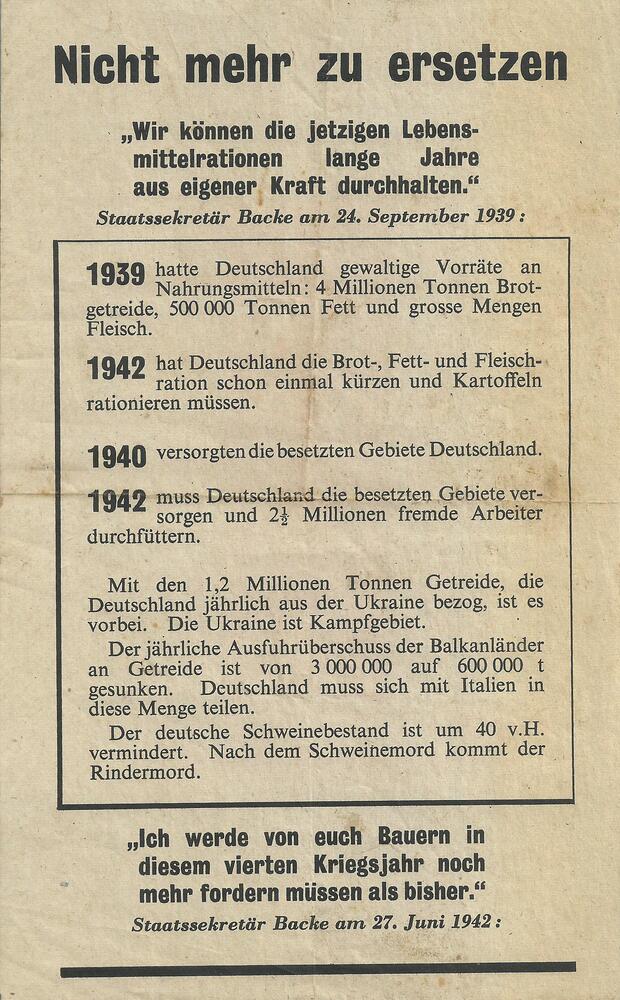 Nicht mehr zu ersetzen
„Wir können die jetzigen Lebens-
mittelrationen lange Jahre
aus eigener Kraft durchhalten.“
Staatssekretär Backe am 24. September 1939:
1939 hatte Deutschland gewaltige Vorräte an
Nahrungsmitteln: 4 Millionen Tonnen Brot-
getreide, 500 000 Tonnen Fett und grosse Mengen
Fleisch.
1942 hat Deutschland die Brot-, Fett- und Fleisch-
ration schon einmal kürzen und Kartoffeln
rationieren müssen.
1940 versorgten die besetzten Gebiete Deutschland.
1942 muss Deutschland die besetzten Gebiete ver-
sorgen und 2½ Millionen fremde Arbeiter
durchfüttern.
Mit den 1,2 Millionen Tonnen Getreide, die
Deutschland jährlich aus der Ukraine bezog, ist es
vorbei. Die Ukraine ist Kampfgebiet.
Der jährliche Ausfuhrüberschuss der Balkanländer
an Getreide ist von 3 000 000 auf 600 000 t
gesunken. Deutschland muss sich mit Italien in
diese Menge teilen.
Der deutsche Schweinebestand ist um 40 v.H.
vermindert. Nach dem Schweinemord kommt der
Rindermord.
„Ich werde von euch Bauern in
diesem vierten Kriegsjahr noch
mehr fordern müssen als bisher.“
Staatssekretär Backe am 27. Juni 1942: